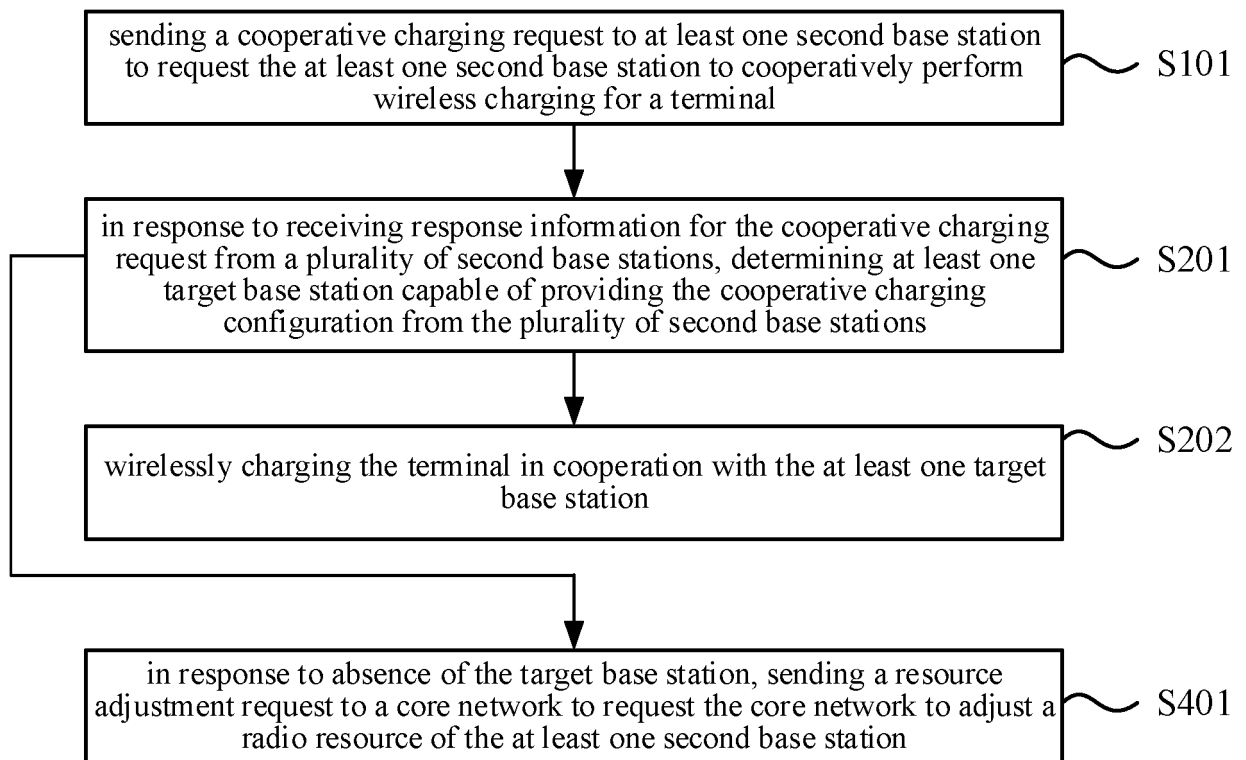 sending a cooperative charging request to at least one second base station
to request the at least one second base station to cooperatively perform
wireless charging for a terminal
S101
in response to receiving response information for the cooperative charging
request from a plurality of second base stations, determining at least one
target base station capable of providing the cooperative charging
configuration from the plurality of second base stations
S201
wirelessly charging the terminal in cooperation with the at least one target
base station
S202
in response to absence of the target base station, sending a resource
adjustment request to a core network to request the core network to adjust a
radio resource of the at least one second base station
S401